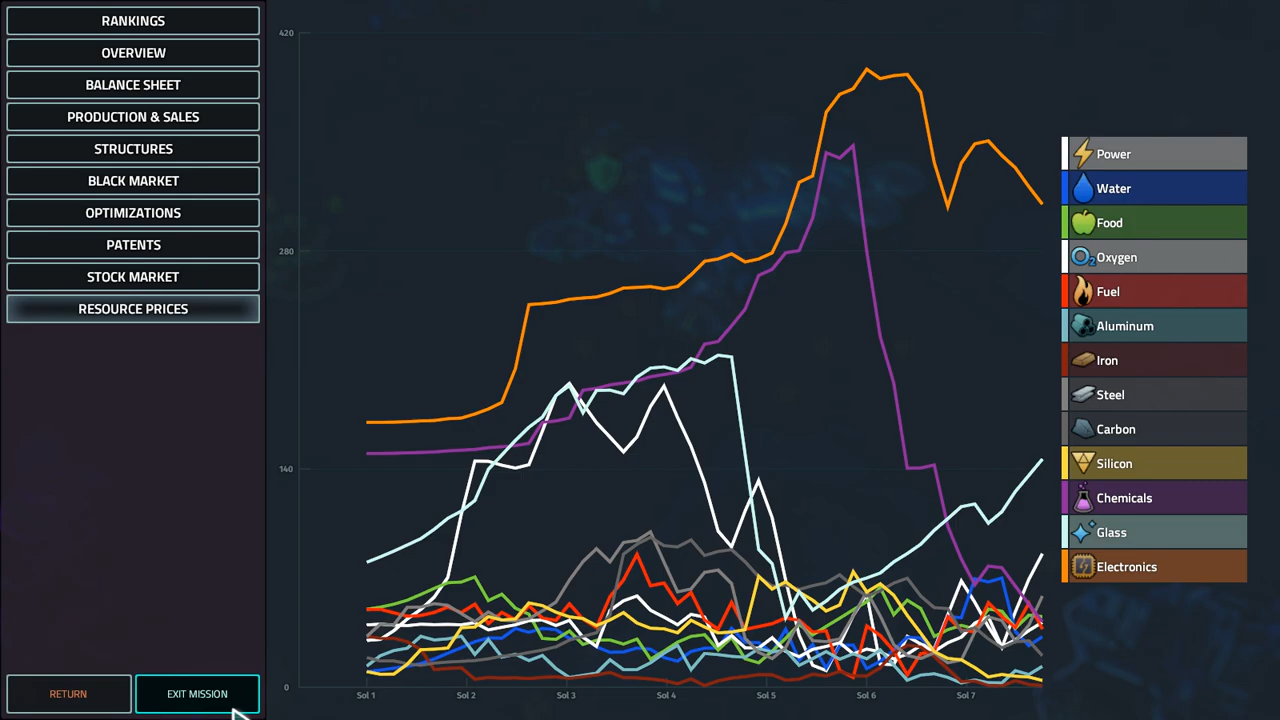 RANKINGS
OVERVIEW
BALANCE SHEET
PRODUCTION & SALES
STRUCTURES
BLACK MARKET
OPTIMIZATIONS
PATENTS
STOCK MARKET
RESOURCE PRICES
RETURN
EXIT MISSION
420
280
140
0
Sol 1
Sol 2
Sol 3
Sol 4
Sol 5
Sol 6
Sol 7
Power
Water
Food
O2 Oxygen
Fuel
Aluminum
Iron
Steel
Carbon
Silicon
Chemicals
Glass
Electronics